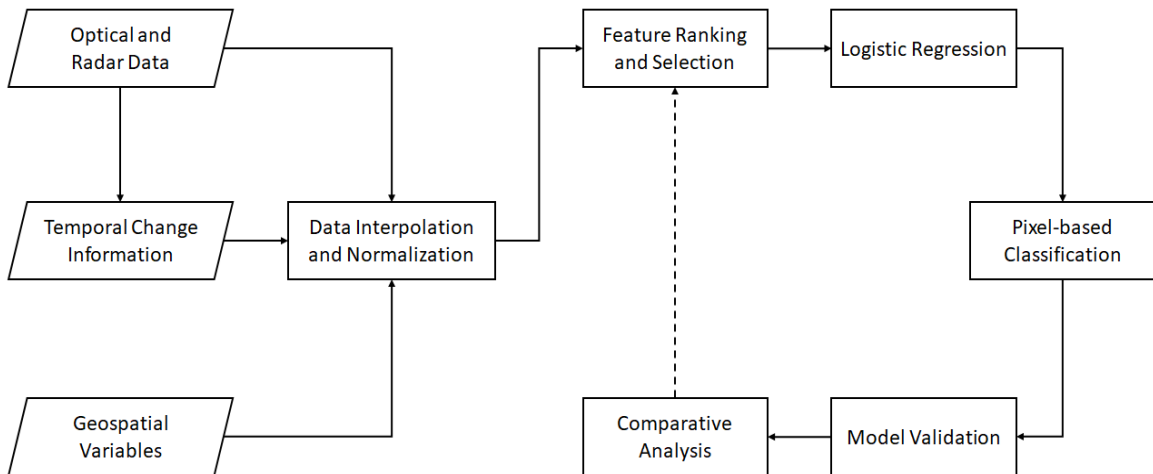 Optical and
Radar Data
Feature Ranking
and Selection
Logistic Regression
Temporal Change
Information
Data Interpolation
and Normalization
Pixel-based
Classification
Geospatial
Variables
Comparative
Analysis
Model Validation